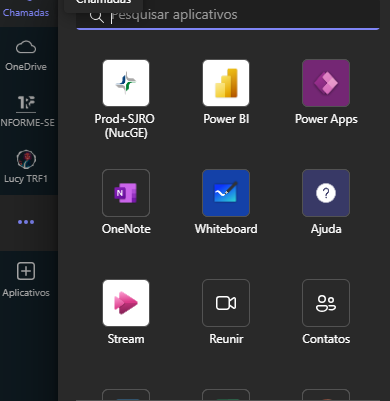 Chamadas
Chamadas
Pesquisar aplicativos
OneDrive
NFORME-SE
Lucy TRF1
Aplicativos
Prod+SJRO
(NucGE)
Power BI
Power Apps
OneNote
Whiteboard
Ajuda
Stream
Reunir
Contatos